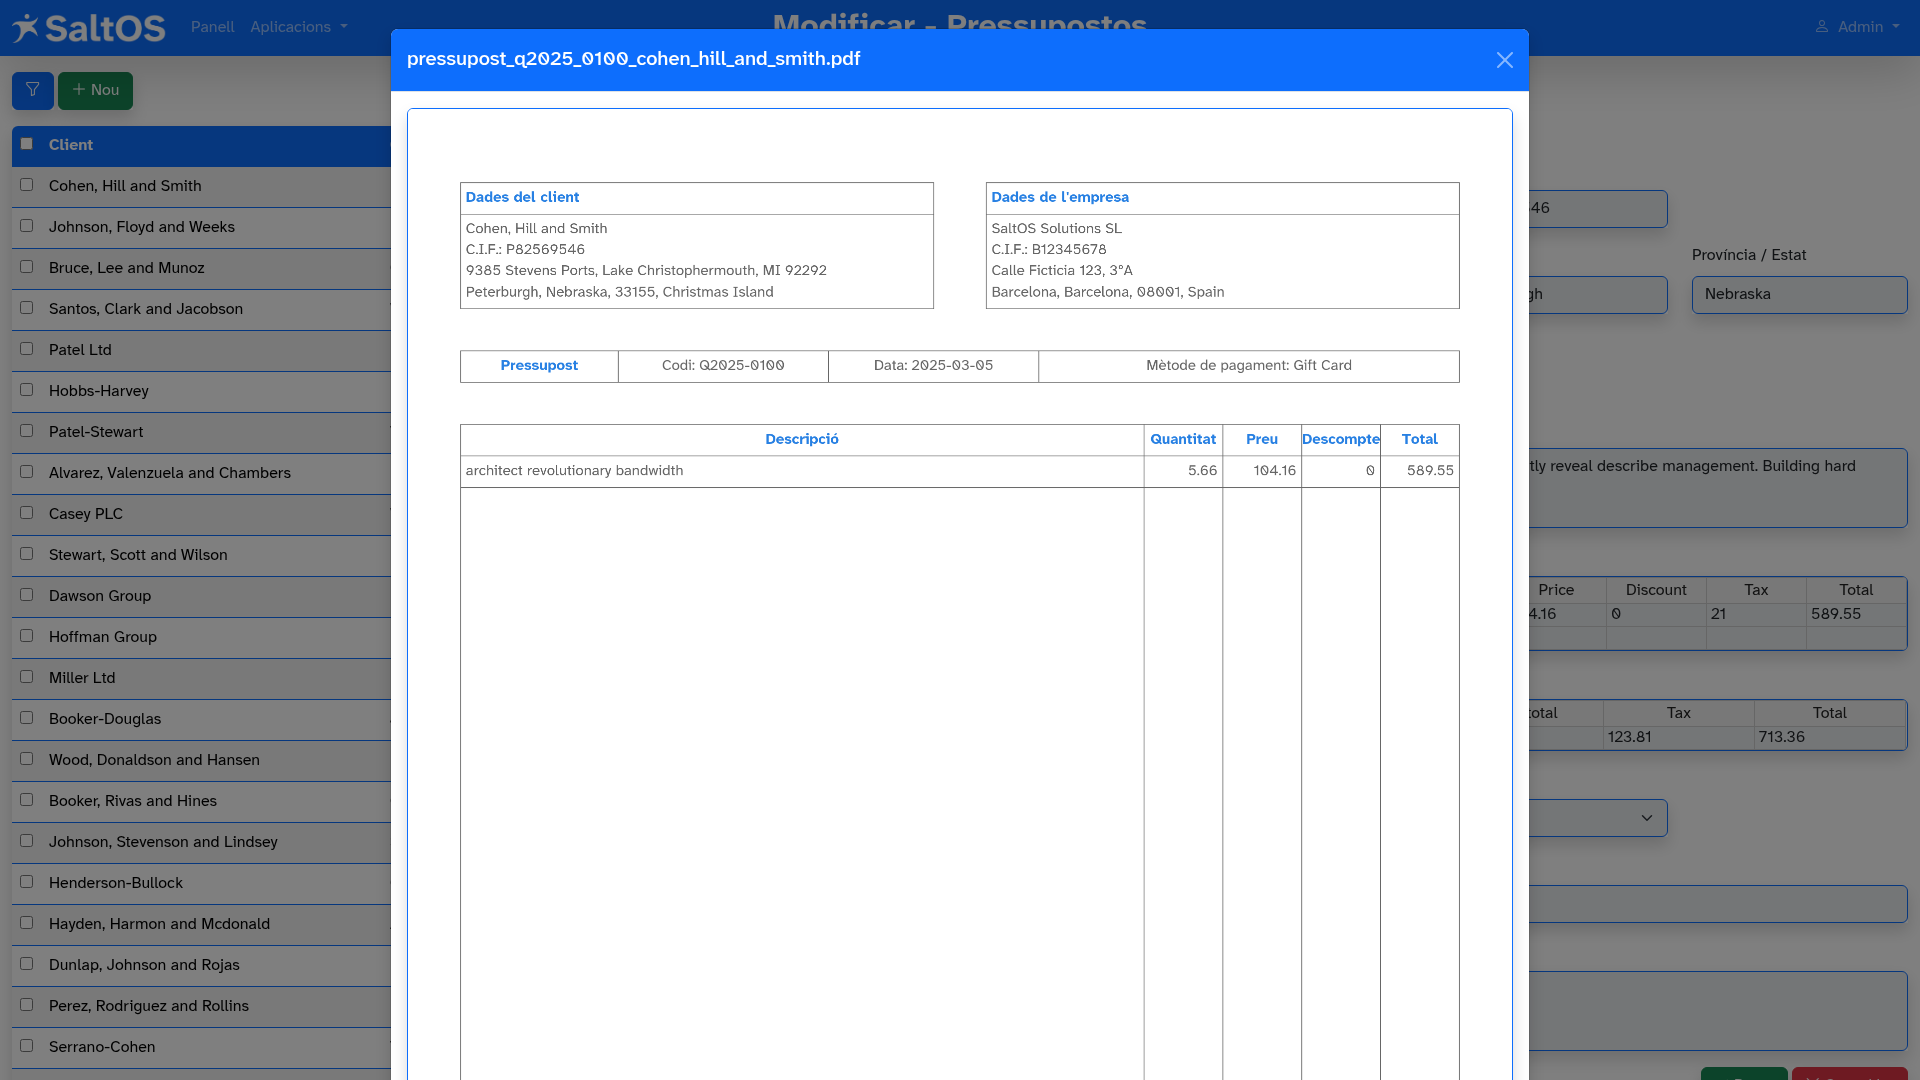 SaltOS
Panell
Aplicacions
Modificar - Pressupostos
Admin
Nou
Client
Cohen, Hill and Smith
Johnson, Floyd and Weeks
Bruce, Lee and Munoz
Santos, Clark and Jacobson
Patel Ltd
Hobbs-Harvey
Patel-Stewart
Alvarez, Valenzuela and Chambers
Casey PLC
Stewart, Scott and Wilson
Dawson Group
Hoffman Group
Miller Ltd
Booker-Douglas
Wood, Donaldson and Hansen
Booker, Rivas and Hines
Johnson, Stevenson and Lindsey
Henderson-Bullock
Hayden, Harmon and Mcdonald
Dunlap, Johnson and Rojas
Perez, Rodriguez and Rollins
Serrano-Cohen
pressupost_q2025_0100_cohen_hill_and_smith.pdf
Dades del client
Cohen, Hill and Smith
C.I.F.: P82569546
9385 Stevens Ports, Lake Christophermouth, MI 92292
Peterburgh, Nebraska, 33155, Christmas Island
Dades de l'empresa
SaltOS Solutions SL
C.I.F.: B12345678
Calle Ficticia 123, 3°A
Barcelona, Barcelona, 08001, Spain
Pressupost
Codi: Q2025-0100
Data: 2025-03-05
Mètode de pagament: Gift Card
Descripció Quantitat Preu Descompte Total
architect revolutionary bandwidth 5.66 104.16 0 589.55
46
Província / Estat
gh
Nebraska
tly reveal describe management. Building hard
Price Discount Tax Total
4.16 0 21 589.55
total Tax Total
123.81 713.36